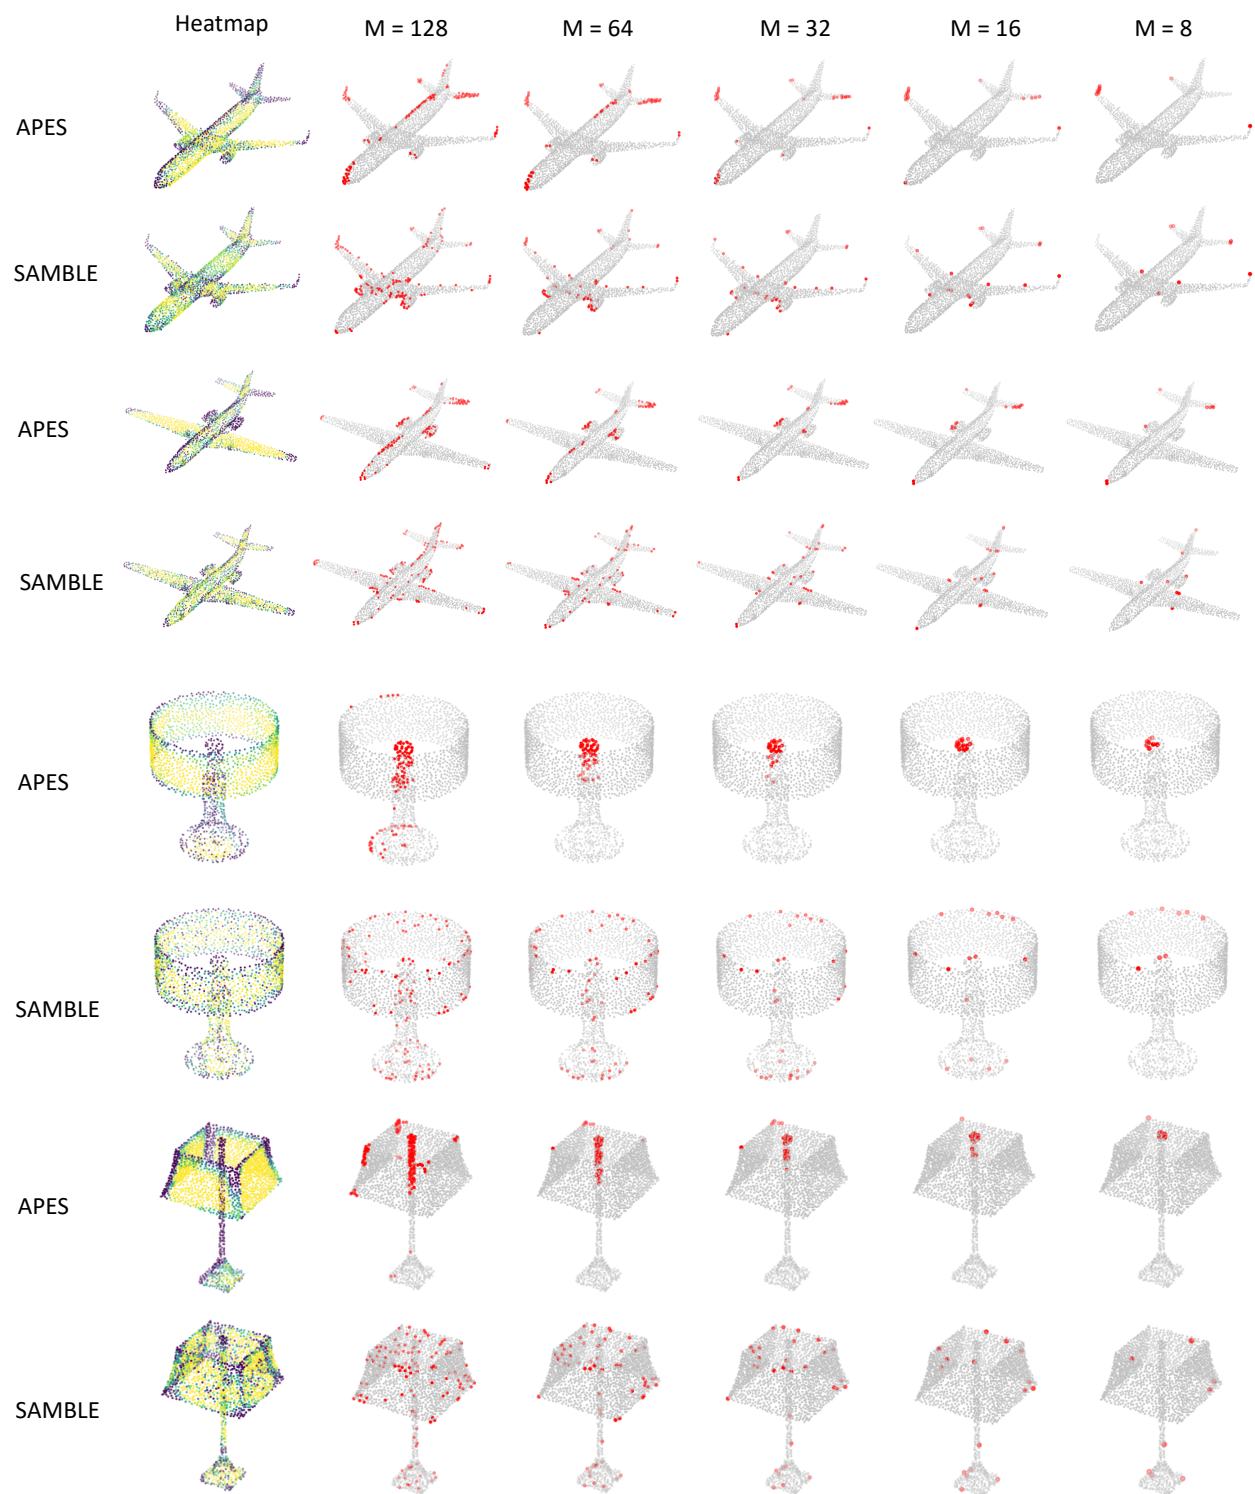 Heatmap M = 128 M = 64 M = 32 M = 16 M = 8
APES
SAMBLE
APES
SAMBLE
APES
SAMBLE
APES
SAMBLE